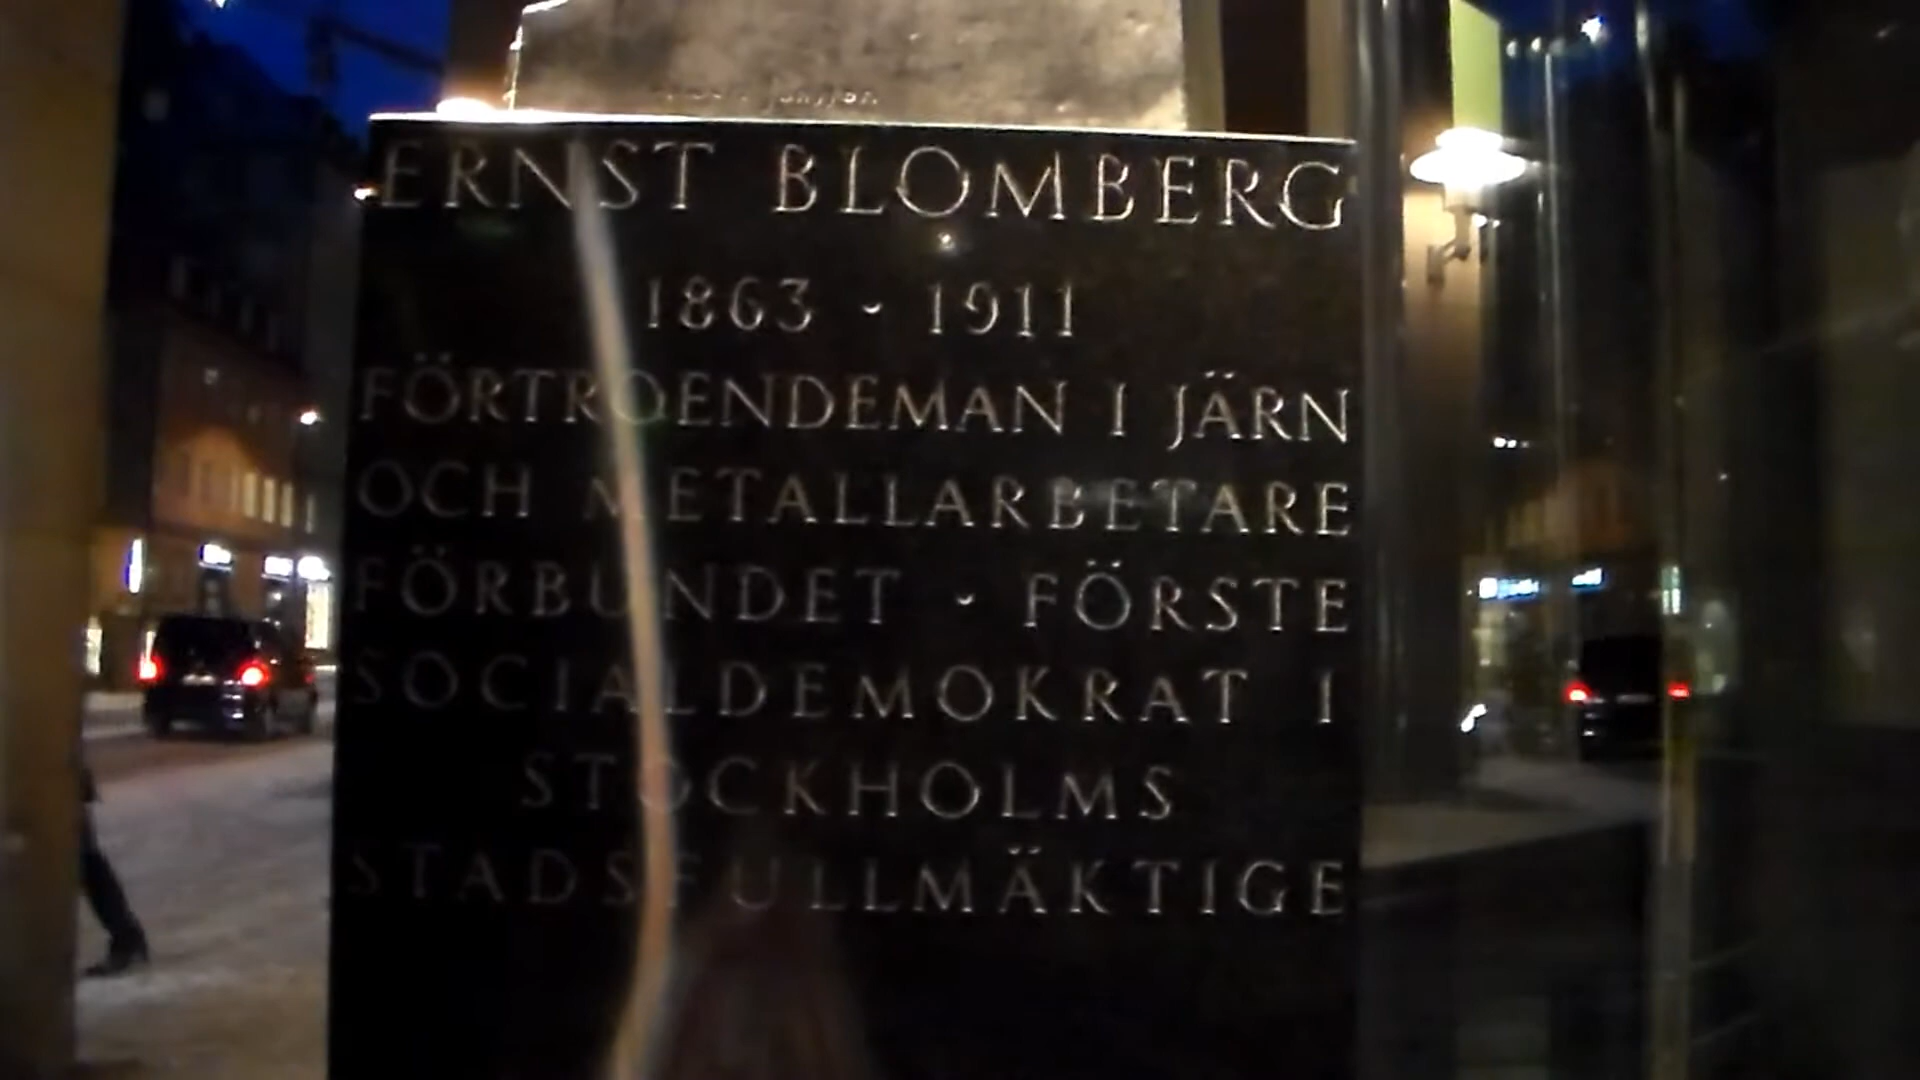 ERNST BLOMBERG
1863 - 1911
FÖRTROENDEMAN I JÄRN
OCH METALLARBETARE
FÖRBUNDET - FÖRSTE
SOCIALDEMOKRAT I
STOCKHOLMS
STADSFULLMÄKTIGE